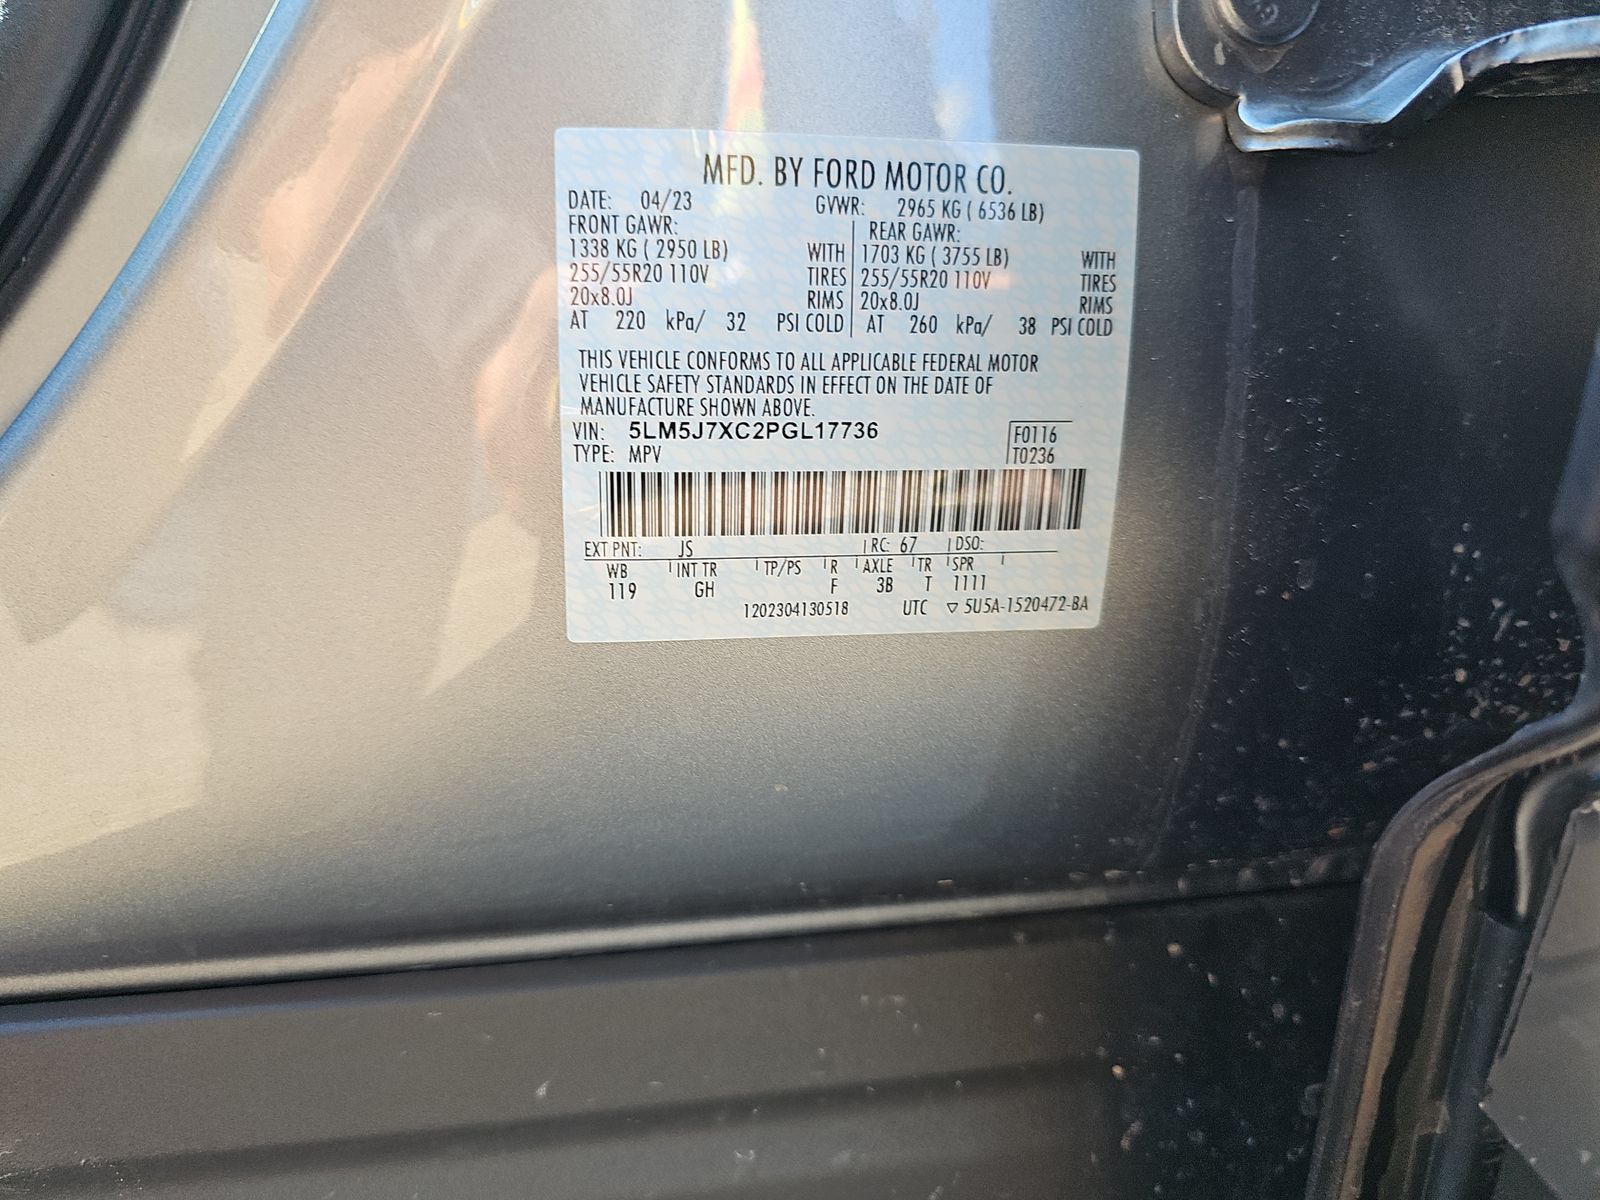 MFD. BY FORD MOTOR CO.
DATE: 04/23 GVWR: 2965 KG ( 6536 LB)
FRONT GAWR: REAR GAWR:
1338 KG ( 2950 LB) WITH 1703 KG ( 3755 LB) WITH
255/55R20 110V TIRES 255/55R20 110V TIRES
20x8.0J RIMS 20x8.0J RIMS
AT 220 kPa/ 32 PSI COLD AT 260 kPa/ 38 PSI COLD
THIS VEHICLE CONFORMS TO ALL APPLICABLE FEDERAL MOTOR
VEHICLE SAFETY STANDARDS IN EFFECT ON THE DATE OF
MANUFACTURE SHOWN ABOVE.
VIN: 5LM5J7XC2PGL17736 F0116
TYPE: MPV T0236
EXT PNT: JS RC: 67 DSO:
WB INT TR TP/PS R AXLE TR SPR
119 GH F 3B T 1111
1202304130518 UTC ▽ 5U5A-1520472-BA